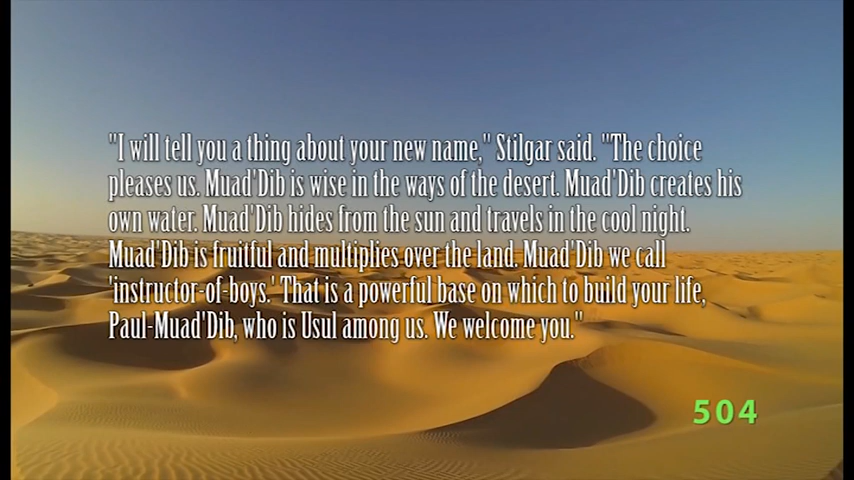 "I will tell you a thing about your new name," Stilgar said. "The choice
pleases us. Muad'Dib is wise in the ways of the desert. Muad'Dib creates his
own water. Muad'Dib hides from the sun and travels in the cool night.
Muad'Dib is fruitful and multiplies over the land. Muad'Dib we call
'instructor-of-boys.' That is a powerful base on which to build your life,
Paul-Muad'Dib, who is Usul among us. We welcome you."
504